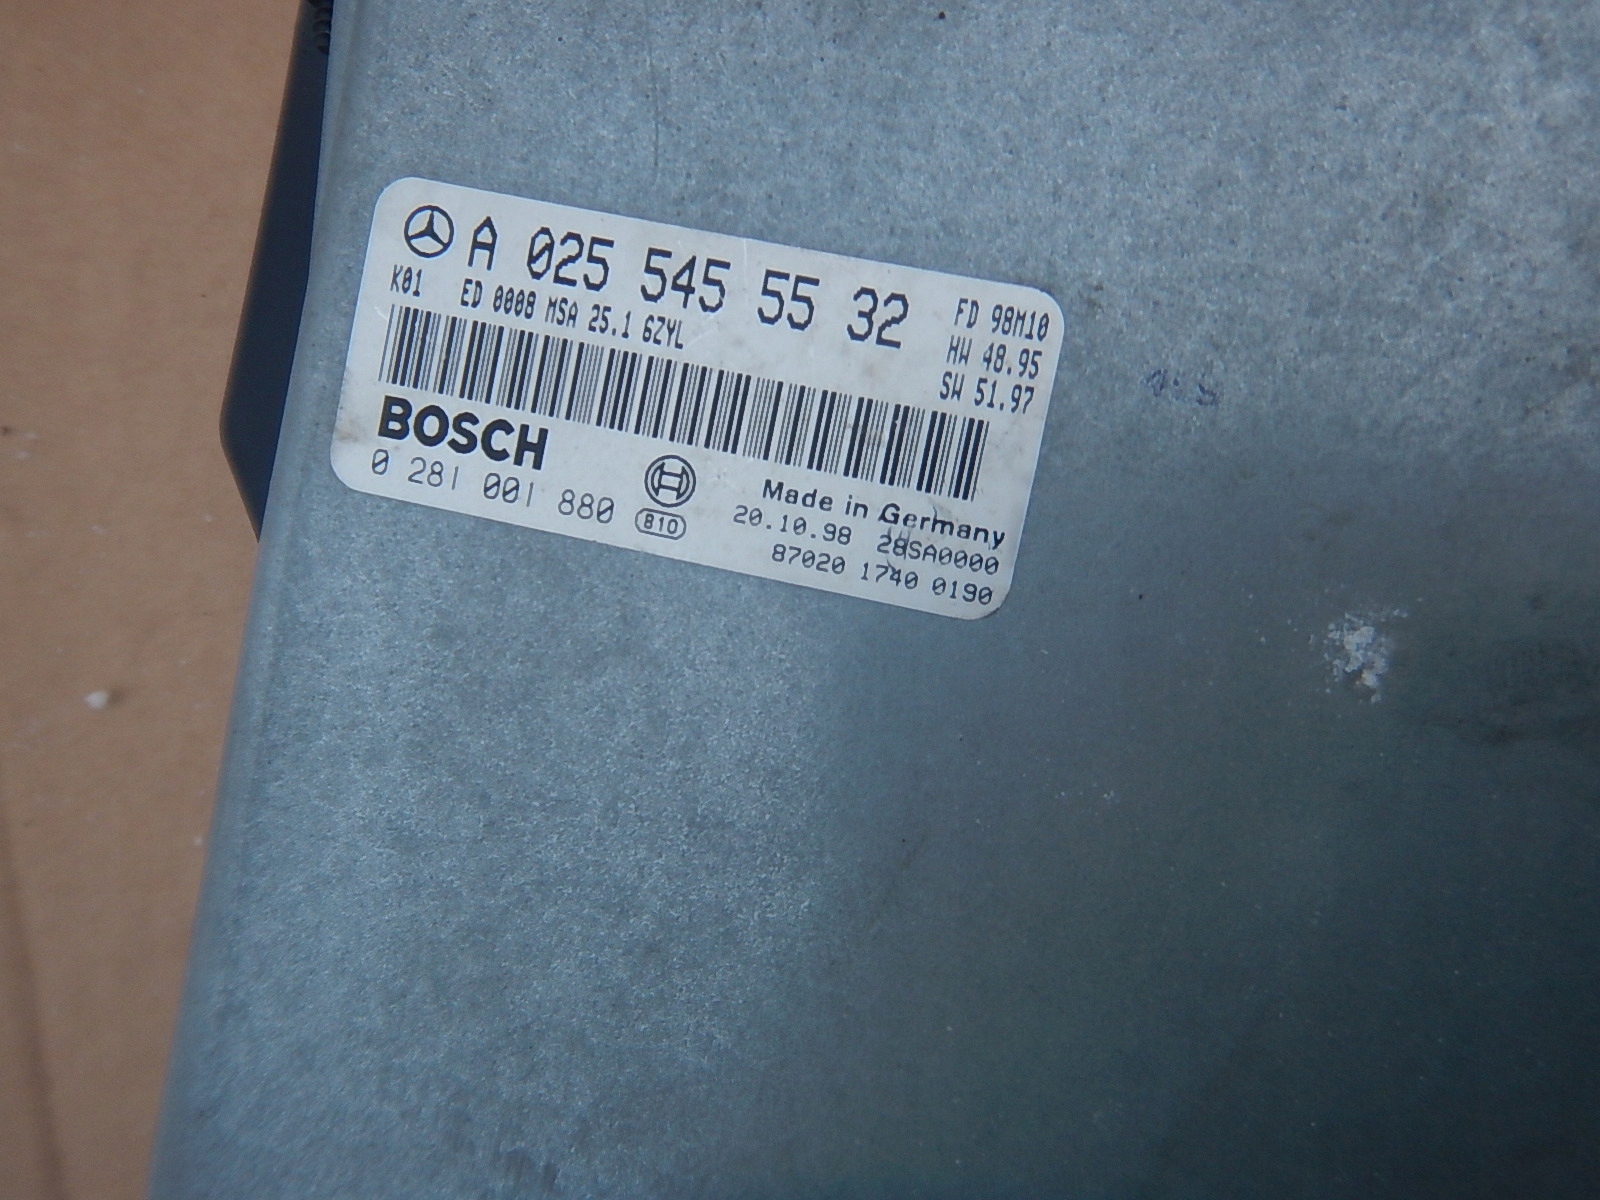 A 025 545 55 32
FD 98M10
K01 ED 0008 MSA 25.1 6ZYL
HW 48.95
SW 51.97
BOSCH
0 281 001 880
B10
Made in Germany
20.10.98 28SA0000
87020 1740 0190